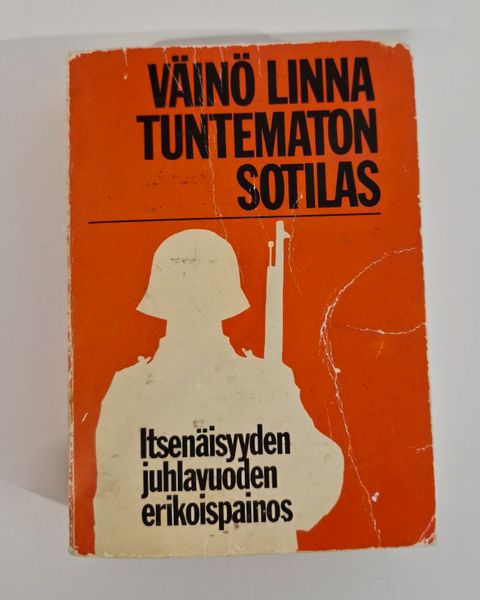 VÄINÖ LINNA
TUNTEMATON
SOTILAS
Itsenäisyyden
juhlavuoden
erikoispainos